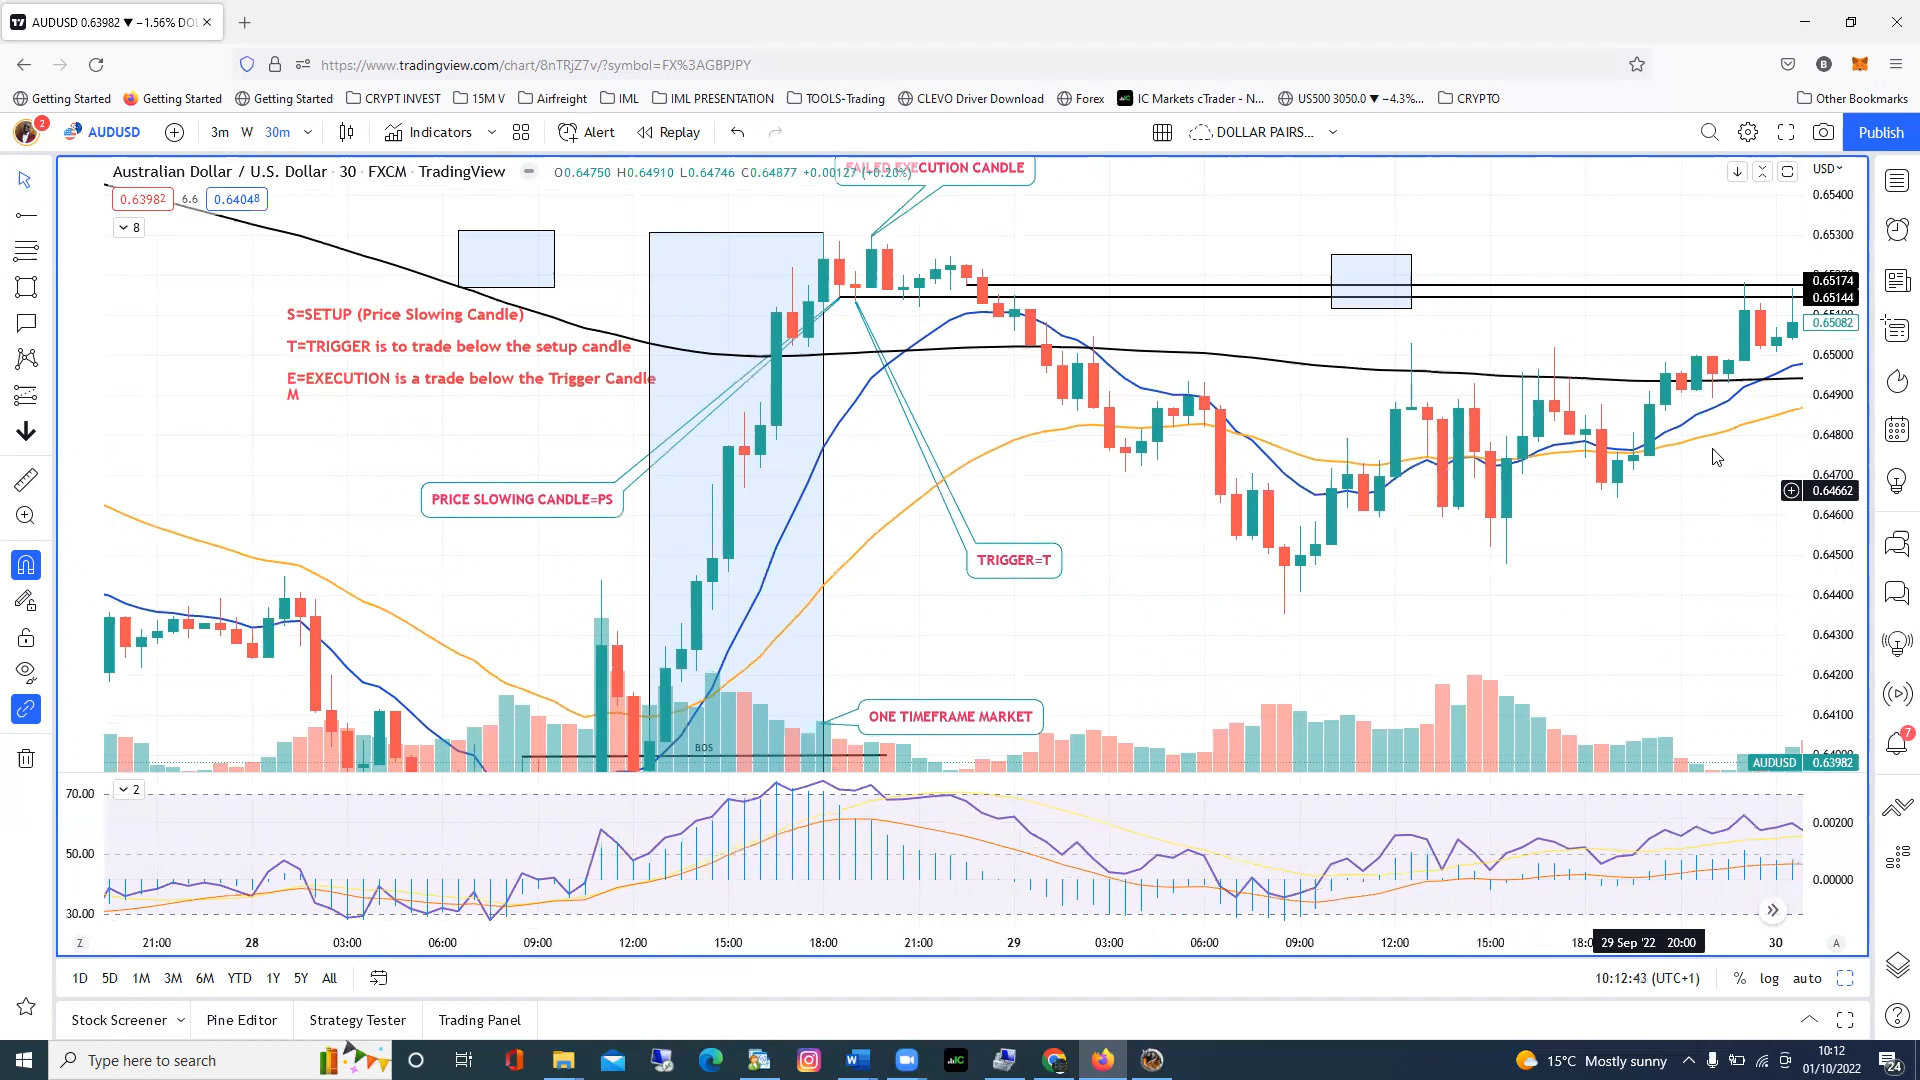 AUDUSD 0.63982 ▼ −1.56% DO
https://www.tradingview.com/chart/8nTRjZ7v/?symbol=FX%3AGBPJPY
Getting Started Getting Started Getting Started CRYPT INVEST 15M V Airfreight IML IML PRESENTATION TOOLS-Trading CLEVO Driver Download Forex IC Markets cTrader - N... US500 3050.0 ▼ −4.3%... CRYPTO Other Bookmarks
2 AUDUSD 3m W 30m Indicators Alert Replay DOLLAR PAIRS... Publish
Australian Dollar / U.S. Dollar · 30 · FXCM · TradingView O0.64750 H0.64910 L0.64746 C0.64877 +0.00127 (+0.20%)
FAILED EXECUTION CANDLE
USD
0.63982 6.6 0.64048
8
0.65400
0.65300
0.65174
0.65144
0.65082
0.65000
0.64900
0.64800
0.64700
0.64662
0.64600
0.64500
0.64400
0.64300
0.64200
0.64100
AUDUSD 0.63982
S=SETUP (Price Slowing Candle)
T=TRIGGER is to trade below the setup candle
E=EXECUTION is a trade below the Trigger Candle
M
PRICE SLOWING CANDLE=PS
TRIGGER=T
ONE TIMEFRAME MARKET
BOS
7
2
70.00
50.00
30.00
0.00200
0.00000
Z 21:00 28 03:00 06:00 09:00 12:00 15:00 18:00 21:00 29 03:00 06:00 09:00 12:00 15:00 18:0 29 Sep '22 20:00 30 A
1D 5D 1M 3M 6M YTD 1Y 5Y All 10:12:43 (UTC+1) % log auto
Stock Screener Pine Editor Strategy Tester Trading Panel
Type here to search 15°C Mostly sunny 10:12
01/10/2022 24